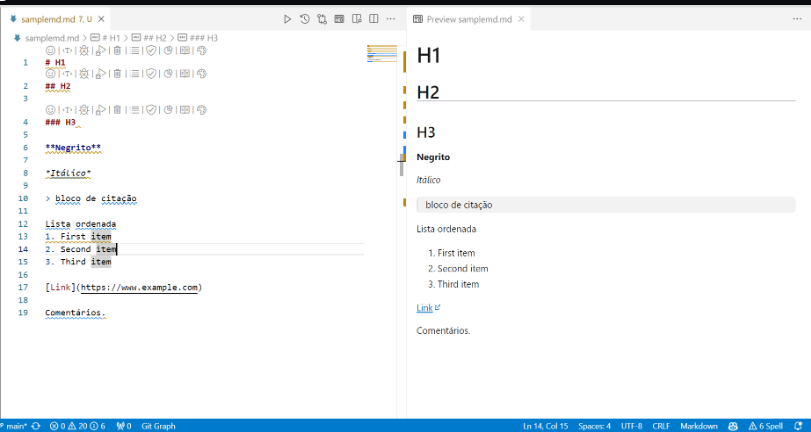 samplemd.md 7, U
Preview samplemd.md
samplemd.md > # H1 > ## H2 > ### H3
1 # H1
2 ## H2
3
4 ### H3
5
6 **Negrito**
7
8 *Itálico*
9
10 > bloco de citação
11
12 Lista ordenada
13 1. First item
14 2. Second item
15 3. Third item
16
17 [Link](https://www.example.com)
18
19 Comentários.
H1
H2
H3
Negrito
Itálico
bloco de citação
Lista ordenada
1. First item
2. Second item
3. Third item
Link
Comentários.
main* 0 20 6 0 Git Graph Ln 14, Col 15 Spaces: 4 UTF-8 CRLF Markdown 6 Spell